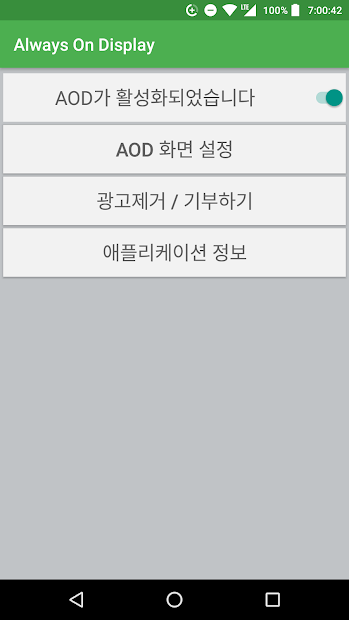 LTE 100% 7:00:42
Always On Display
AOD가 활성화되었습니다
AOD 화면 설정
광고제거 / 기부하기
애플리케이션 정보